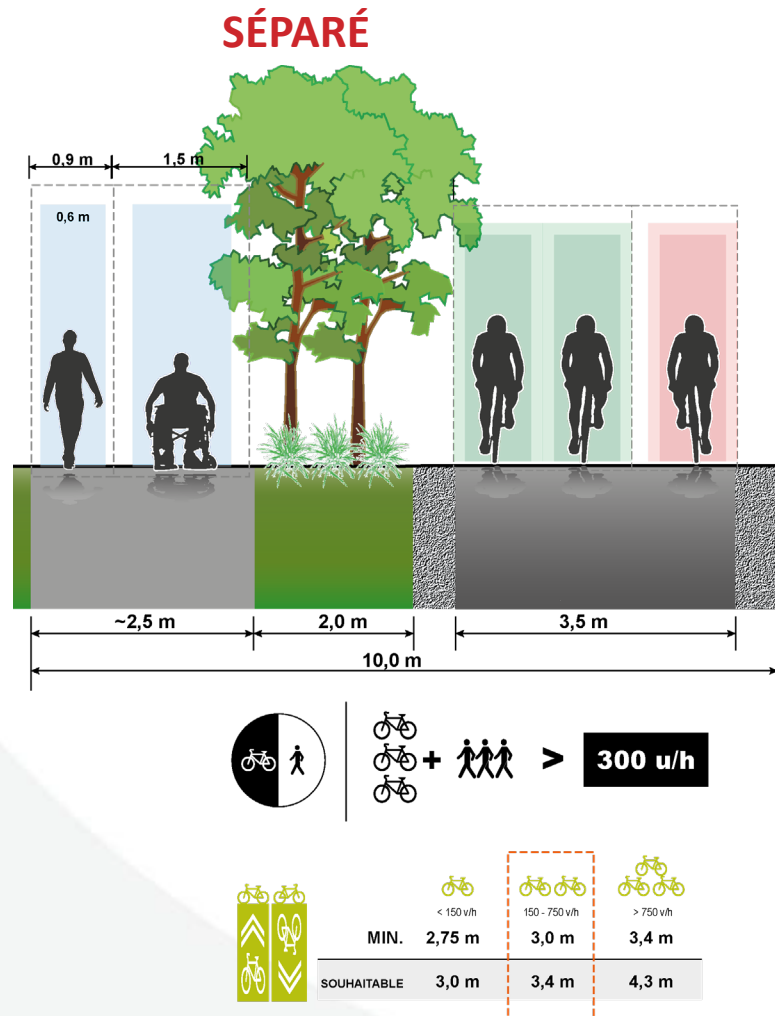 SÉPARÉ
0,9 m 1,5 m
0,6 m
~2,5 m 2,0 m 3,5 m
10,0 m
+ > 300 u/h
< 150 v/h 150 - 750 v/h > 750 v/h
MIN. 2,75 m 3,0 m 3,4 m
SOUHAITABLE 3,0 m 3,4 m 4,3 m